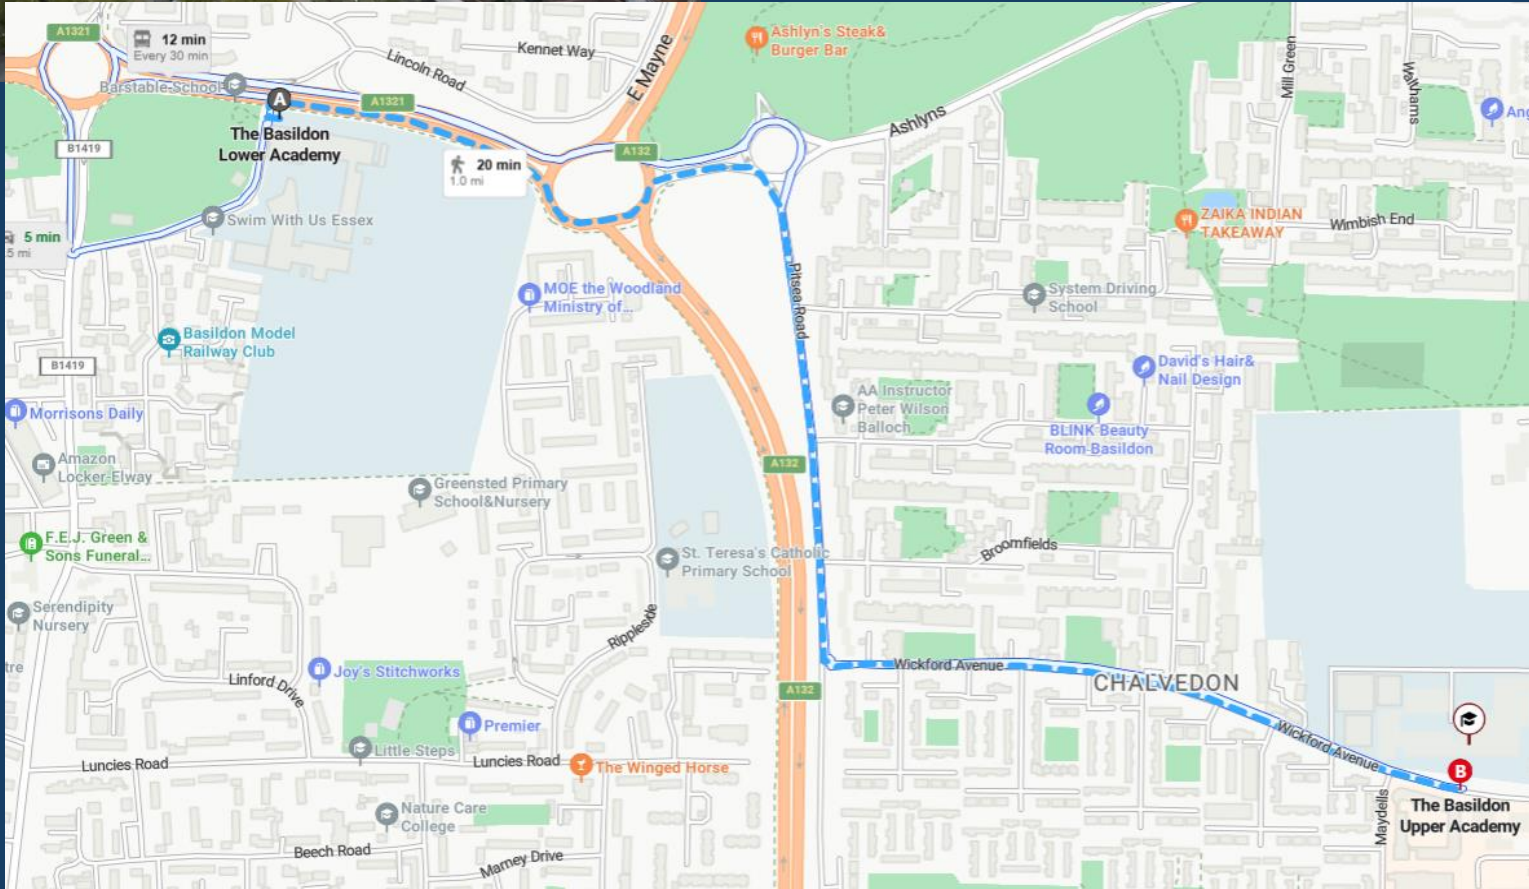 A1321
12 min
Every 30 min
Barstable School
A
The Basildon
Lower Academy
Lincoln Road
Kennet Way
E Mayne
A1321
Ashlyn's Steak&
Burger Bar
Mill Green
Walthams
B1419
A132
Ashlyns
20 min
1.0 mi
Swim With Us Essex
5 min
5 mi
ZAIKA INDIAN
TAKEAWAY
Wimbish End
MOE the Woodland
Ministry of...
Pitsea Road
System Driving
School
Basildon Model
Railway Club
B1419
David's Hair&
Nail Design
Morrisons Daily
AA Instructor
Peter Wilson
Balloch
BLINK Beauty
Room-Basildon
Amazon
Locker-Elway
A132
Greensted Primary
School&Nursery
F.E.J. Green &
Sons Funeral...
St. Teresa's Catholic
Primary School
Broomfields
Serendipity
Nursery
Rippleside
Wickford Avenue
Linford Drive
Joy's Stitchworks
CHALVEDON
A132
Premier
Wickford Avenue
Little Steps
Luncies Road
Luncies Road
The Winged Horse
B
The Basildon
Upper Academy
Maydells
Nature Care
College
Beech Road
Marney Drive